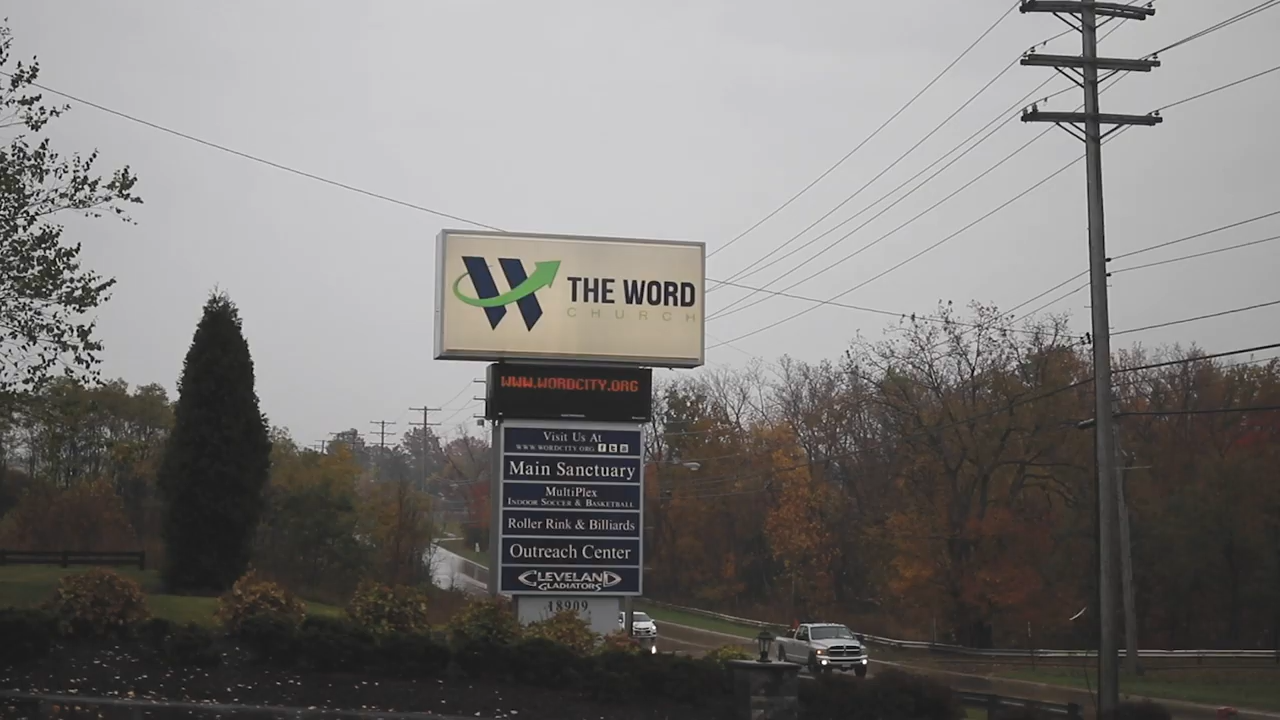 W
THE WORD
CHURCH
WWW.WORDCITY.ORG
VISIT US AT
WWW.WORDCITY.ORG f t
Main Sanctuary
MULTIPLEX
INDOOR SOCCER & BASKETBALL
Roller Rink & Billiards
Outreach Center
CLEVELAND
GLADIATORS
18909